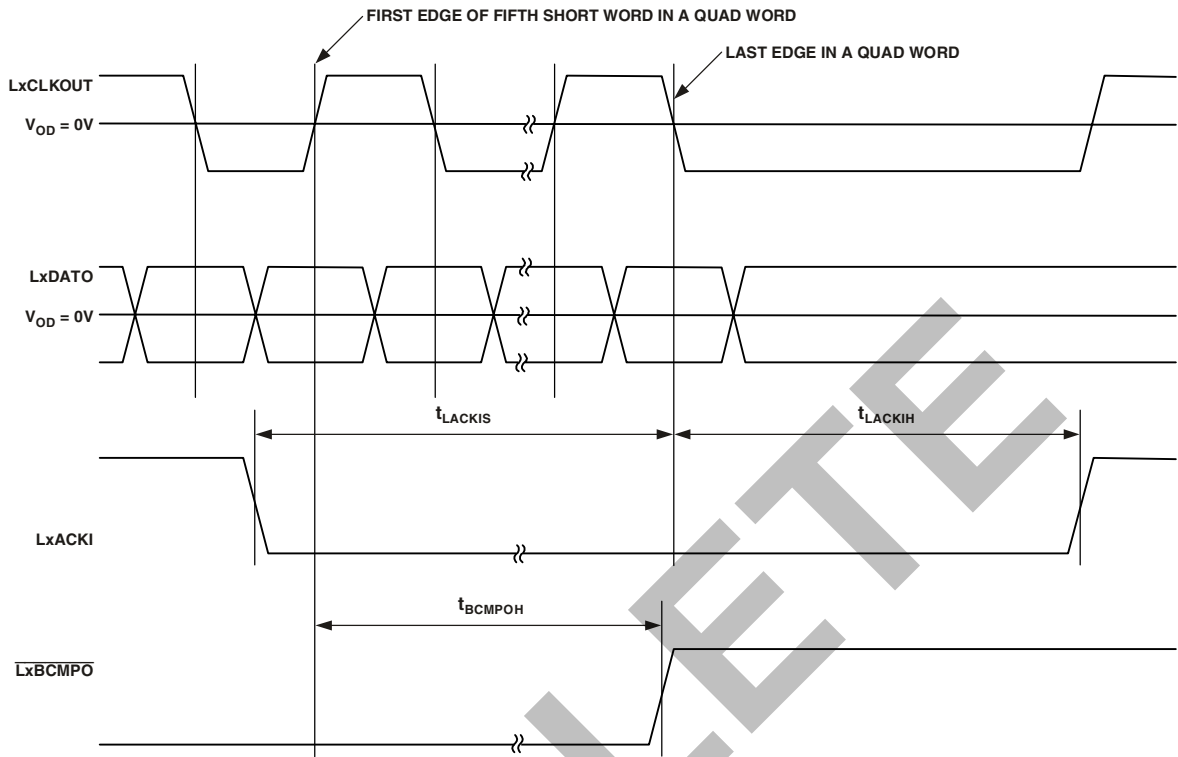 FIRST EDGE OF FIFTH SHORT WORD IN A QUAD WORD
LAST EDGE IN A QUAD WORD
LxCLKOUT
VOD = 0V
LxDATO
VOD = 0V
tLACKIS
tLACKIH
LxACKI
tBCMPOH
LxBCMPO
LETE